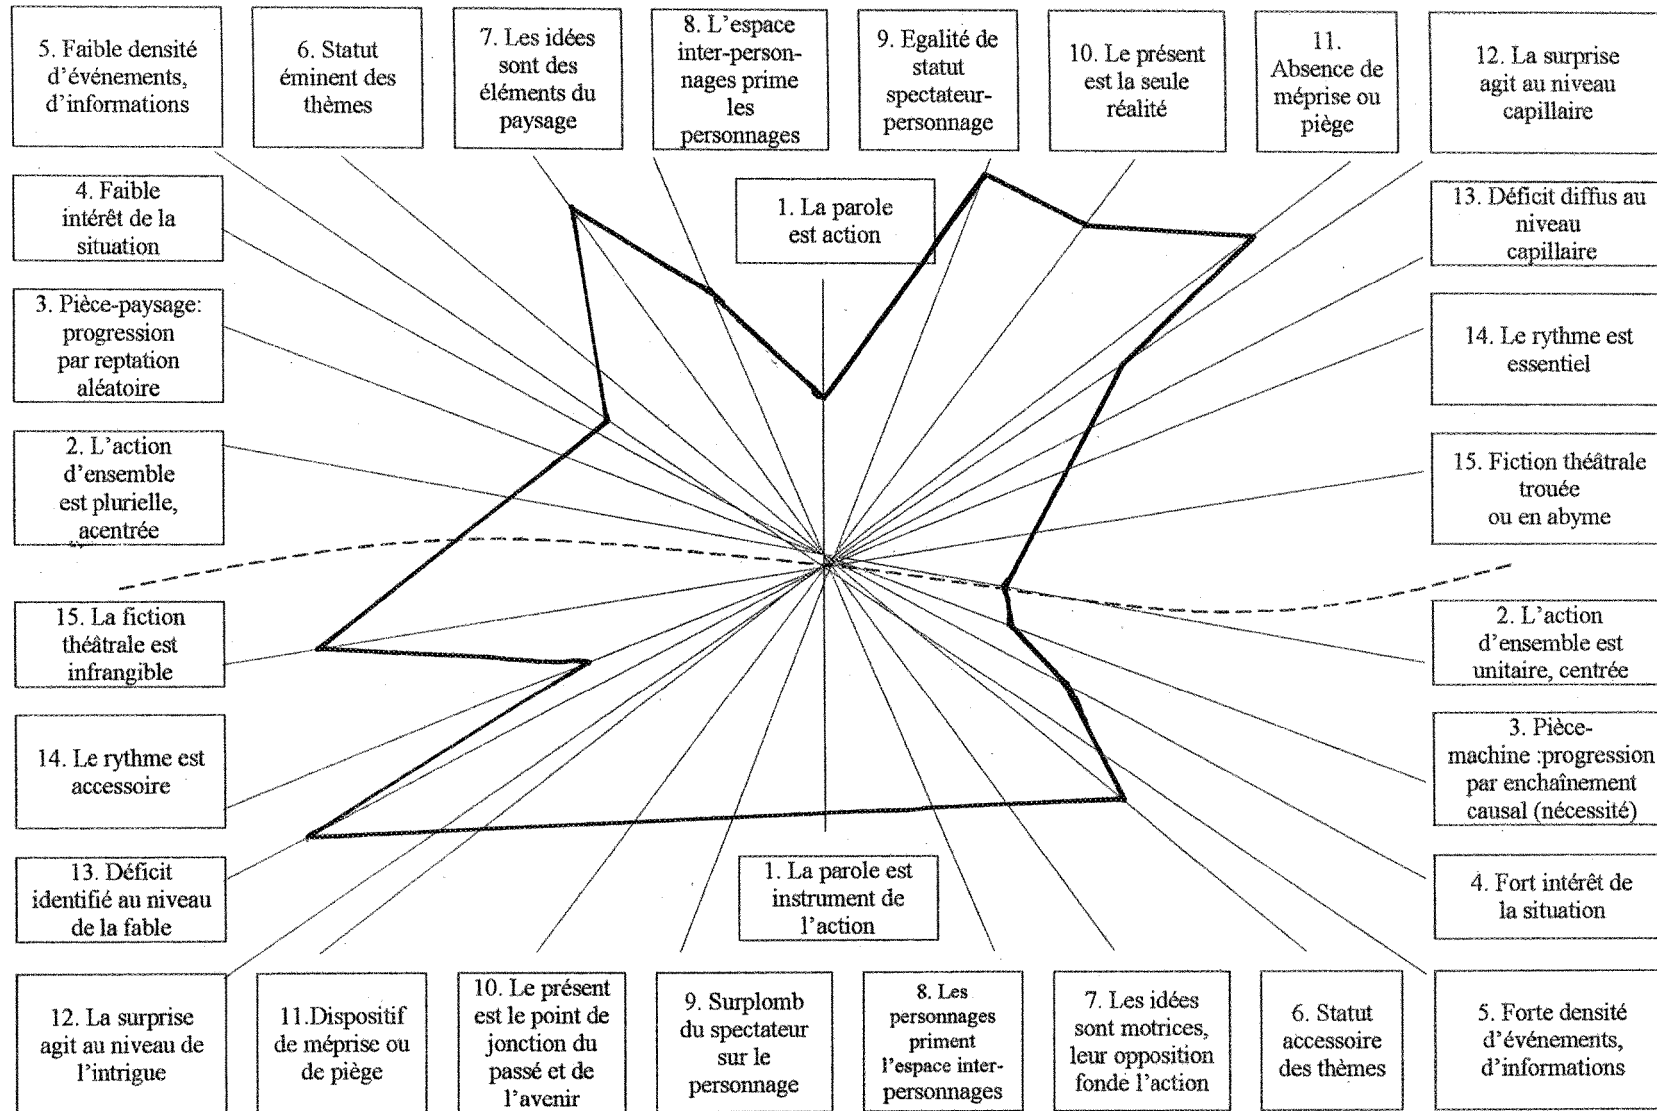 5. Faible densité
d'événements,
d'informations
6. Statut
éminent des
thèmes
7. Les idées
sont des
éléments du
paysage
8. L'espace
inter-person-
nages prime
les
personnages
9. Egalité de
statut
spectateur-
personnage
10. Le présent
est la seule
réalité
11.
Absence de
méprise ou
piège
12. La surprise
agit au niveau
capillaire
4. Faible
intérêt de la
situation
1. La parole
est action
13. Déficit diffus au
niveau
capillaire
3. Pièce-paysage:
progression
par reptation
aléatoire
14. Le rythme est
essentiel
2. L'action
d'ensemble
est plurielle,
acentrée
15. Fiction théâtrale
trouée
ou en abyme
15. La fiction
théâtrale est
infrangible
2. L'action
d'ensemble est
unitaire, centrée
14. Le rythme est
accessoire
3. Pièce-
machine :progression
par enchaînement
causal (nécessité)
13. Déficit
identifié au niveau
de la fable
1. La parole est
instrument de
l'action
4. Fort intérêt de
la situation
12. La surprise
agit au niveau de
l'intrigue
11.Dispositif
de méprise ou
de piège
10. Le présent
est le point de
jonction du
passé et de
l'avenir
9. Surplomb
du spectateur
sur le
personnage
8. Les
personnages
priment
l'espace inter-
personnages
7. Les idées
sont motrices,
leur opposition
fonde l'action
6. Statut
accessoire
des thèmes
5. Forte densité
d'événements,
d'informations